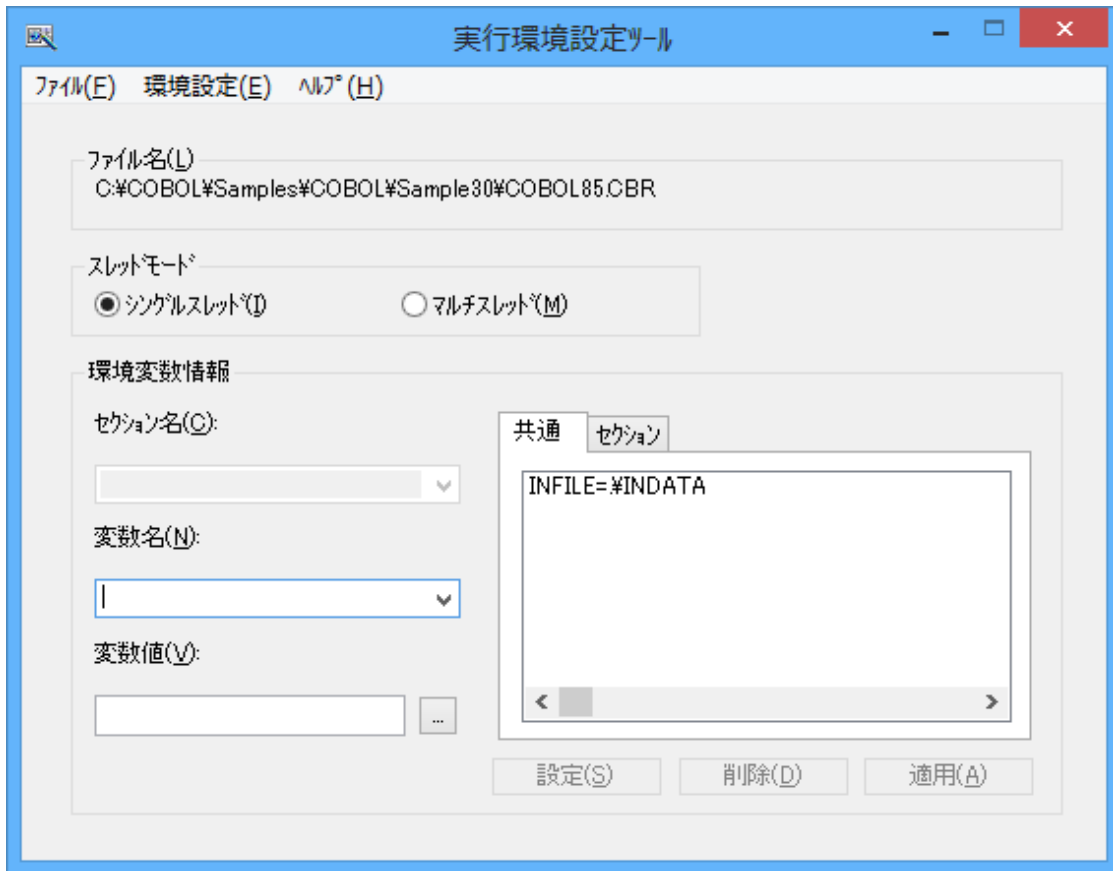 実行環境設定ﾂｰﾙ
ﾌｧｲﾙ(F) 環境設定(E) ﾍﾙﾌﾟ(H)
ﾌｧｲﾙ名(L)
C:¥COBOL¥Samples¥COBOL¥Sample30¥COBOL85.CBR
ｽﾚｯﾄﾞﾓｰﾄﾞ
ｼﾝｸﾞﾙｽﾚｯﾄﾞ(I) ﾏﾙﾁｽﾚｯﾄﾞ(M)
環境変数情報
ｾｸｼｮﾝ名(C):
共通 ｾｸｼｮﾝ
INFILE=.¥INDATA
変数名(N):
変数値(V):
...
設定(S) 削除(D) 適用(A)